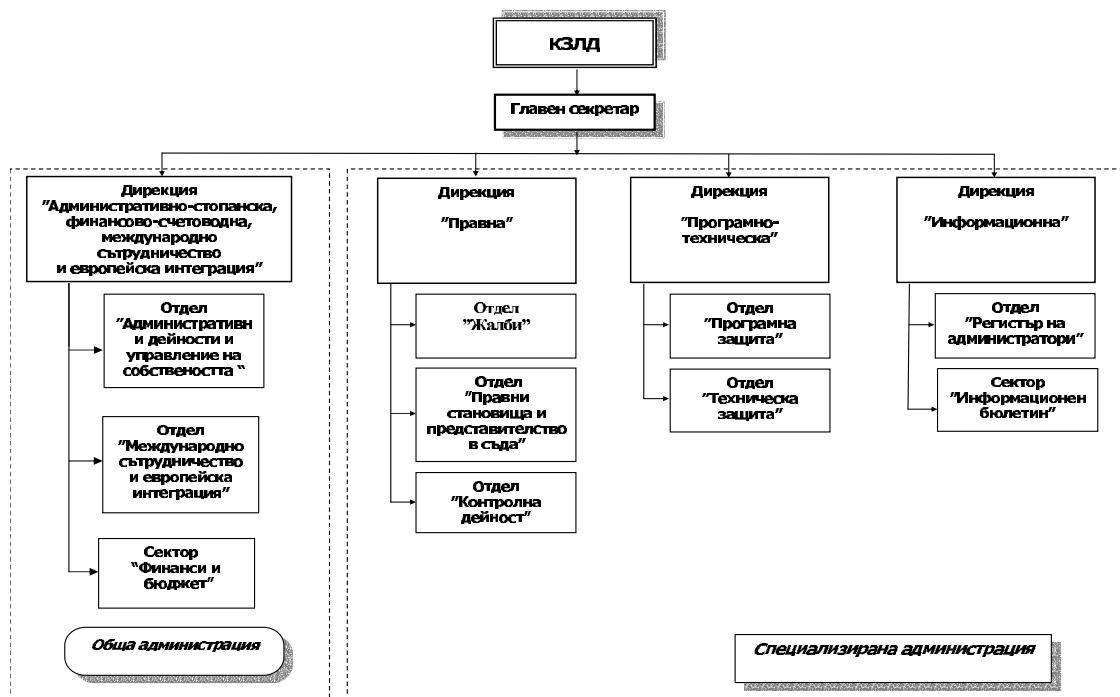 КЗЛД
Главен секретар
Дирекция
"Административно-стопанска,
финансово-счетоводна,
международно
сътрудничество
и европейска интеграция"
Отдел
"Административн
и дейности и
управление на
собствеността "
Отдел
"Международно
сътрудничество
и европейска
интеграция"
Сектор
"Финанси и
бюджет"
Обща администрация
Дирекция
"Правна"
Отдел
"Жалби"
Отдел
"Правни
становища и
представителство
в съда"
Отдел
"Контролна
дейност"
Дирекция
"Програмно-
техническа"
Отдел
"Програмна
защита"
Отдел
"Техническа
защита"
Дирекция
"Информационна"
Отдел
"Регистър на
администратори"
Сектор
"Информационен
бюлетин"
Специализирана администрация